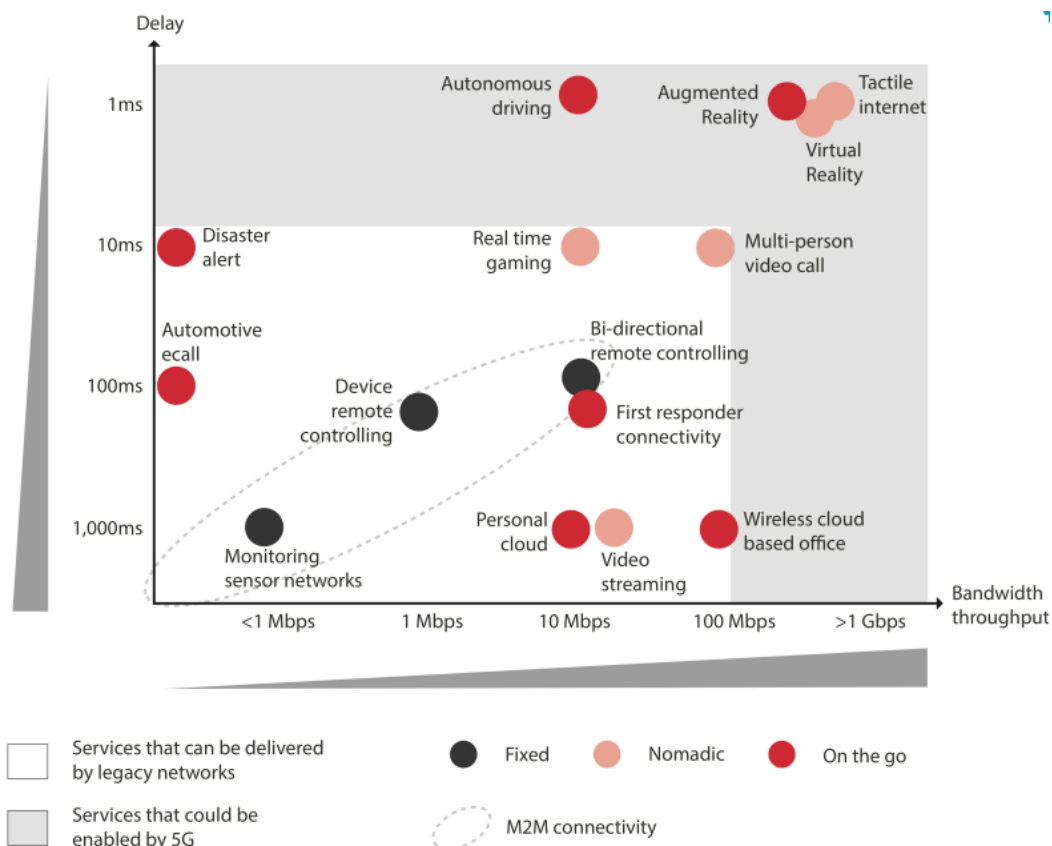 Delay
1ms
10ms
100ms
1,000ms
Autonomous
driving
Augmented
Reality
Tactile
internet
Virtual
Reality
Disaster
alert
Real time
gaming
Multi-person
video call
Automotive
ecall
Bi-directional
remote controlling
Device
remote
controlling
First responder
connectivity
Monitoring
sensor networks
Personal
cloud
Video
streaming
Wireless cloud
based office
Bandwidth
throughput
<1 Mbps
1 Mbps
10 Mbps
100 Mbps
>1 Gbps
Services that can be delivered
by legacy networks
Fixed
Nomadic
On the go
Services that could be
enabled by 5G
M2M connectivity